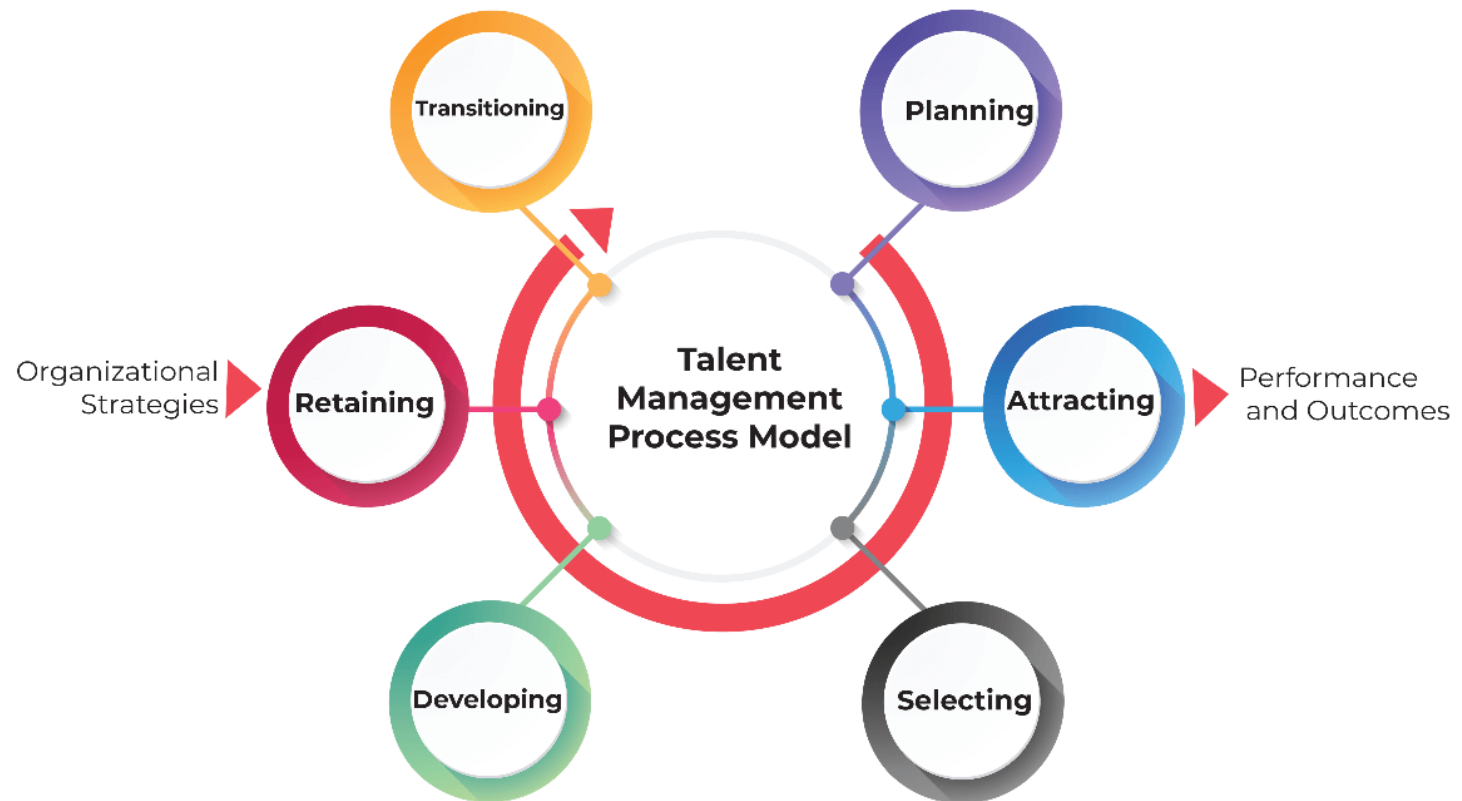 Transitioning
Planning
Organizational
Strategies
Retaining
Talent
Management
Process Model
Attracting
Performance
and Outcomes
Developing
Selecting